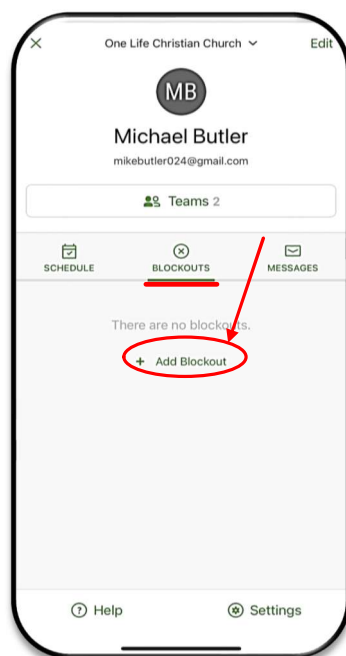 One Life Christian Church
Edit
MB
Michael Butler
mikebutler024@gmail.com
Teams 2
SCHEDULE
BLOCKOUTS
MESSAGES
There are no blockouts.
+ Add Blockout
Help
Settings